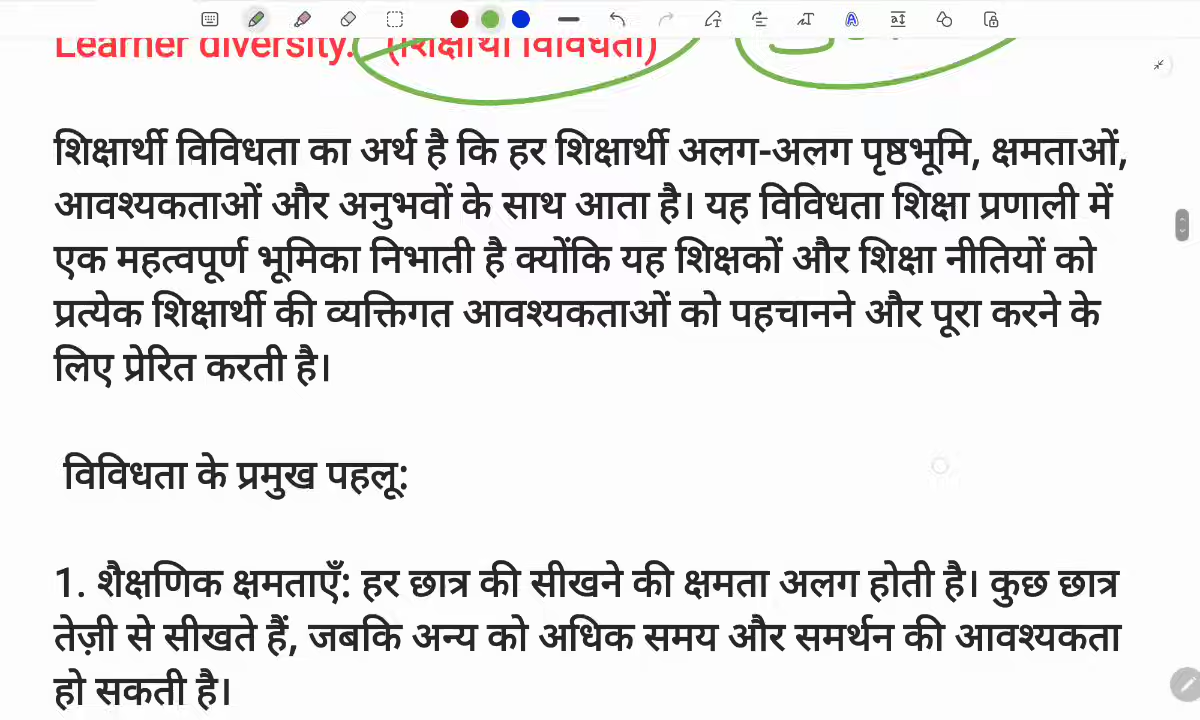 Learner diversity. (शिक्षार्थी विविधता)
शिक्षार्थी विविधता का अर्थ है कि हर शिक्षार्थी अलग-अलग पृष्ठभूमि, क्षमताओं,
आवश्यकताओं और अनुभवों के साथ आता है। यह विविधता शिक्षा प्रणाली में
एक महत्वपूर्ण भूमिका निभाती है क्योंकि यह शिक्षकों और शिक्षा नीतियों को
प्रत्येक शिक्षार्थी की व्यक्तिगत आवश्यकताओं को पहचानने और पूरा करने के
लिए प्रेरित करती है।
विविधता के प्रमुख पहलू:
1. शैक्षणिक क्षमताएँ: हर छात्र की सीखने की क्षमता अलग होती है। कुछ छात्र
तेज़ी से सीखते हैं, जबकि अन्य को अधिक समय और समर्थन की आवश्यकता
हो सकती है।